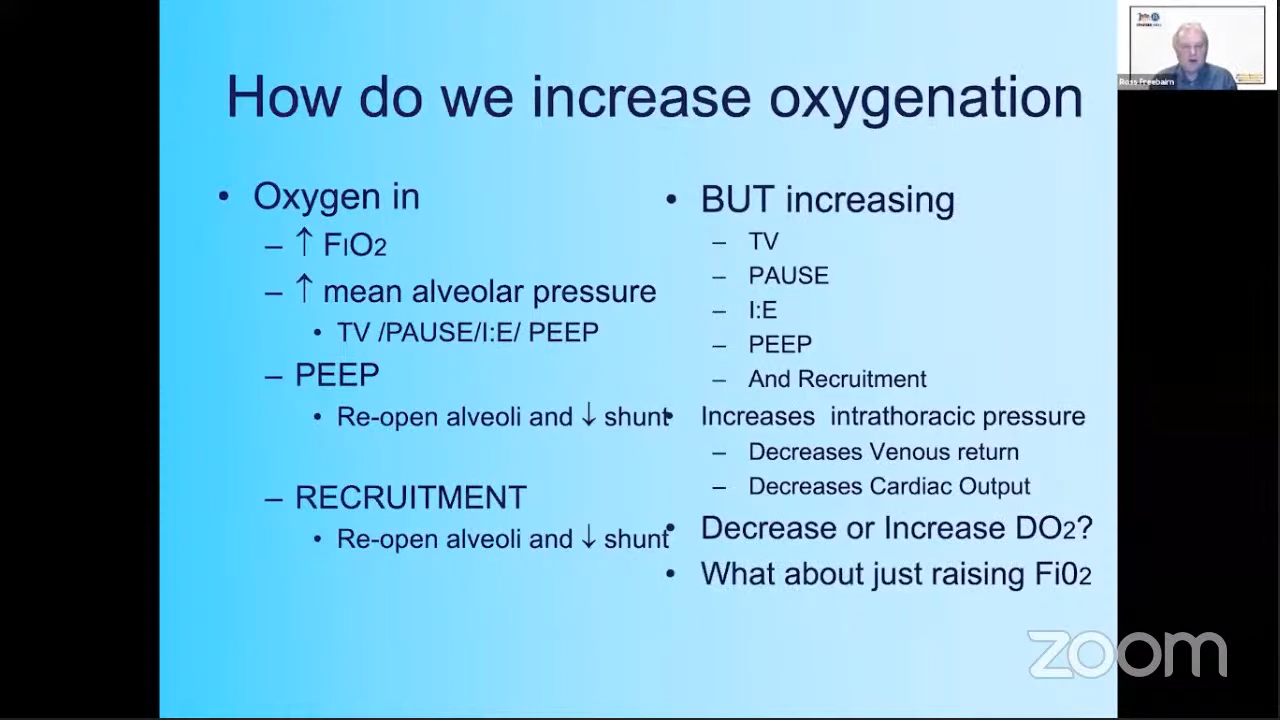 How do we increase oxygenation
• Oxygen in
– ↑ FIO2
– ↑ mean alveolar pressure
• TV /PAUSE/I:E/ PEEP
– PEEP
• Re-open alveoli and ↓ shunt
– RECRUITMENT
• Re-open alveoli and ↓ shunt
• BUT increasing
– TV
– PAUSE
– I:E
– PEEP
– And Recruitment
• Increases intrathoracic pressure
– Decreases Venous return
– Decreases Cardiac Output
• Decrease or Increase DO2?
• What about just raising Fi02
Ross Freebairn
zoom